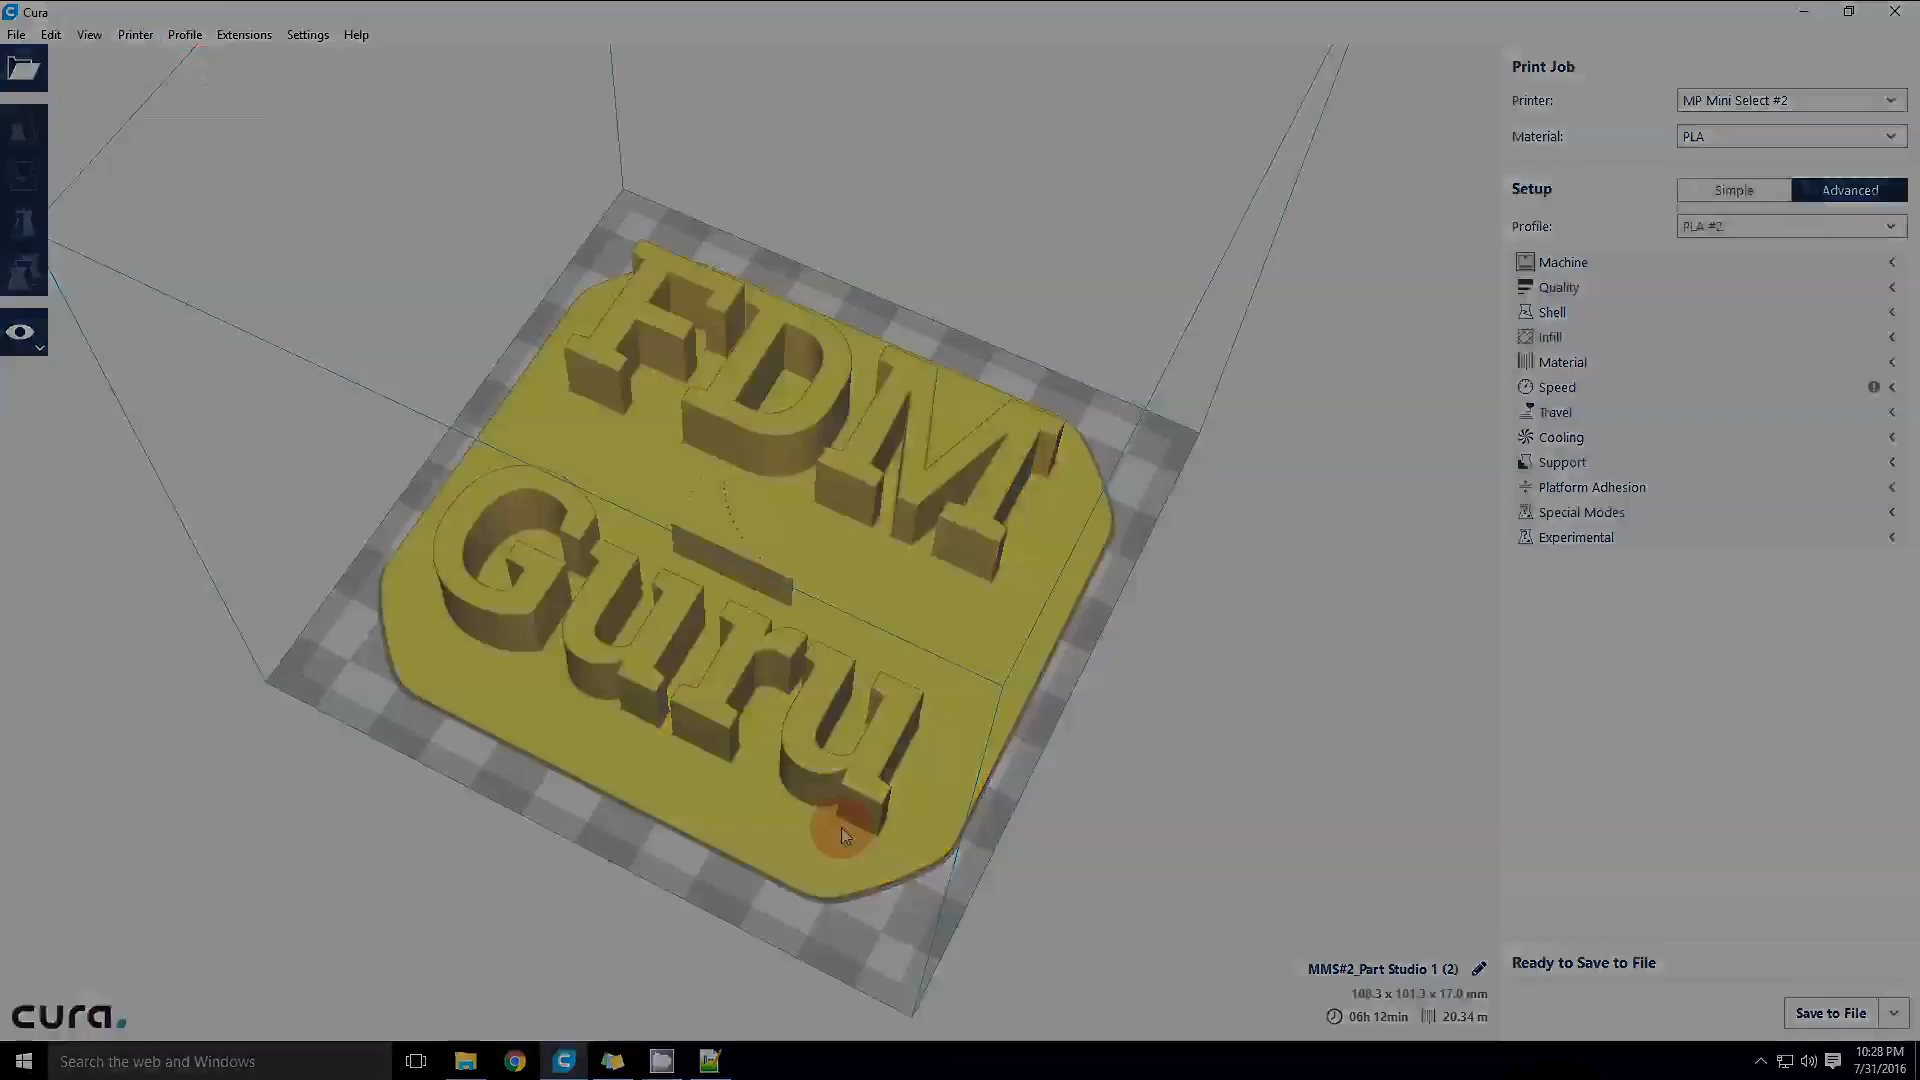 Cura
File Edit View Printer Profile Extensions Settings Help
Print Job
Printer: MP Mini Select #2
Material: PLA
Setup Simple Advanced
Profile: PLA #2
Machine
Quality
Shell
Infill
Material
Speed
Travel
Cooling
Support
Platform Adhesion
Special Modes
Experimental
FDM
Guru
MMS#2_Part Studio 1 (2)
108.3 x 101.3 x 17.0 mm
06h 12min 20.34 m
Ready to Save to File
Save to File
cura.
Search the web and Windows
10:28 PM
7/31/2016